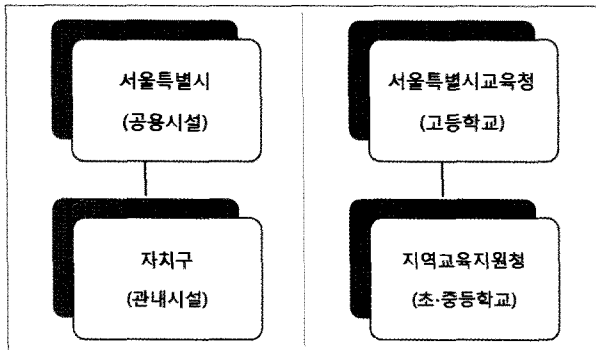 서울특별시
(공용시설)
자치구
(관내시설)
서울특별시교육청
(고등학교)
지역교육지원청
(초·중등학교)